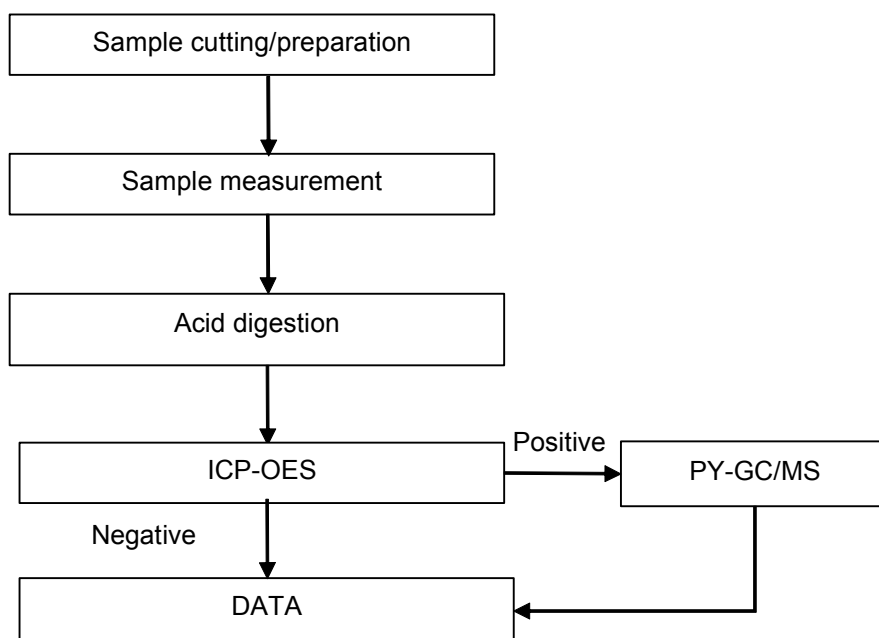 Sample cutting/preparation
Sample measurement
Acid digestion
ICP-OES
Positive
PY-GC/MS
Negative
DATA